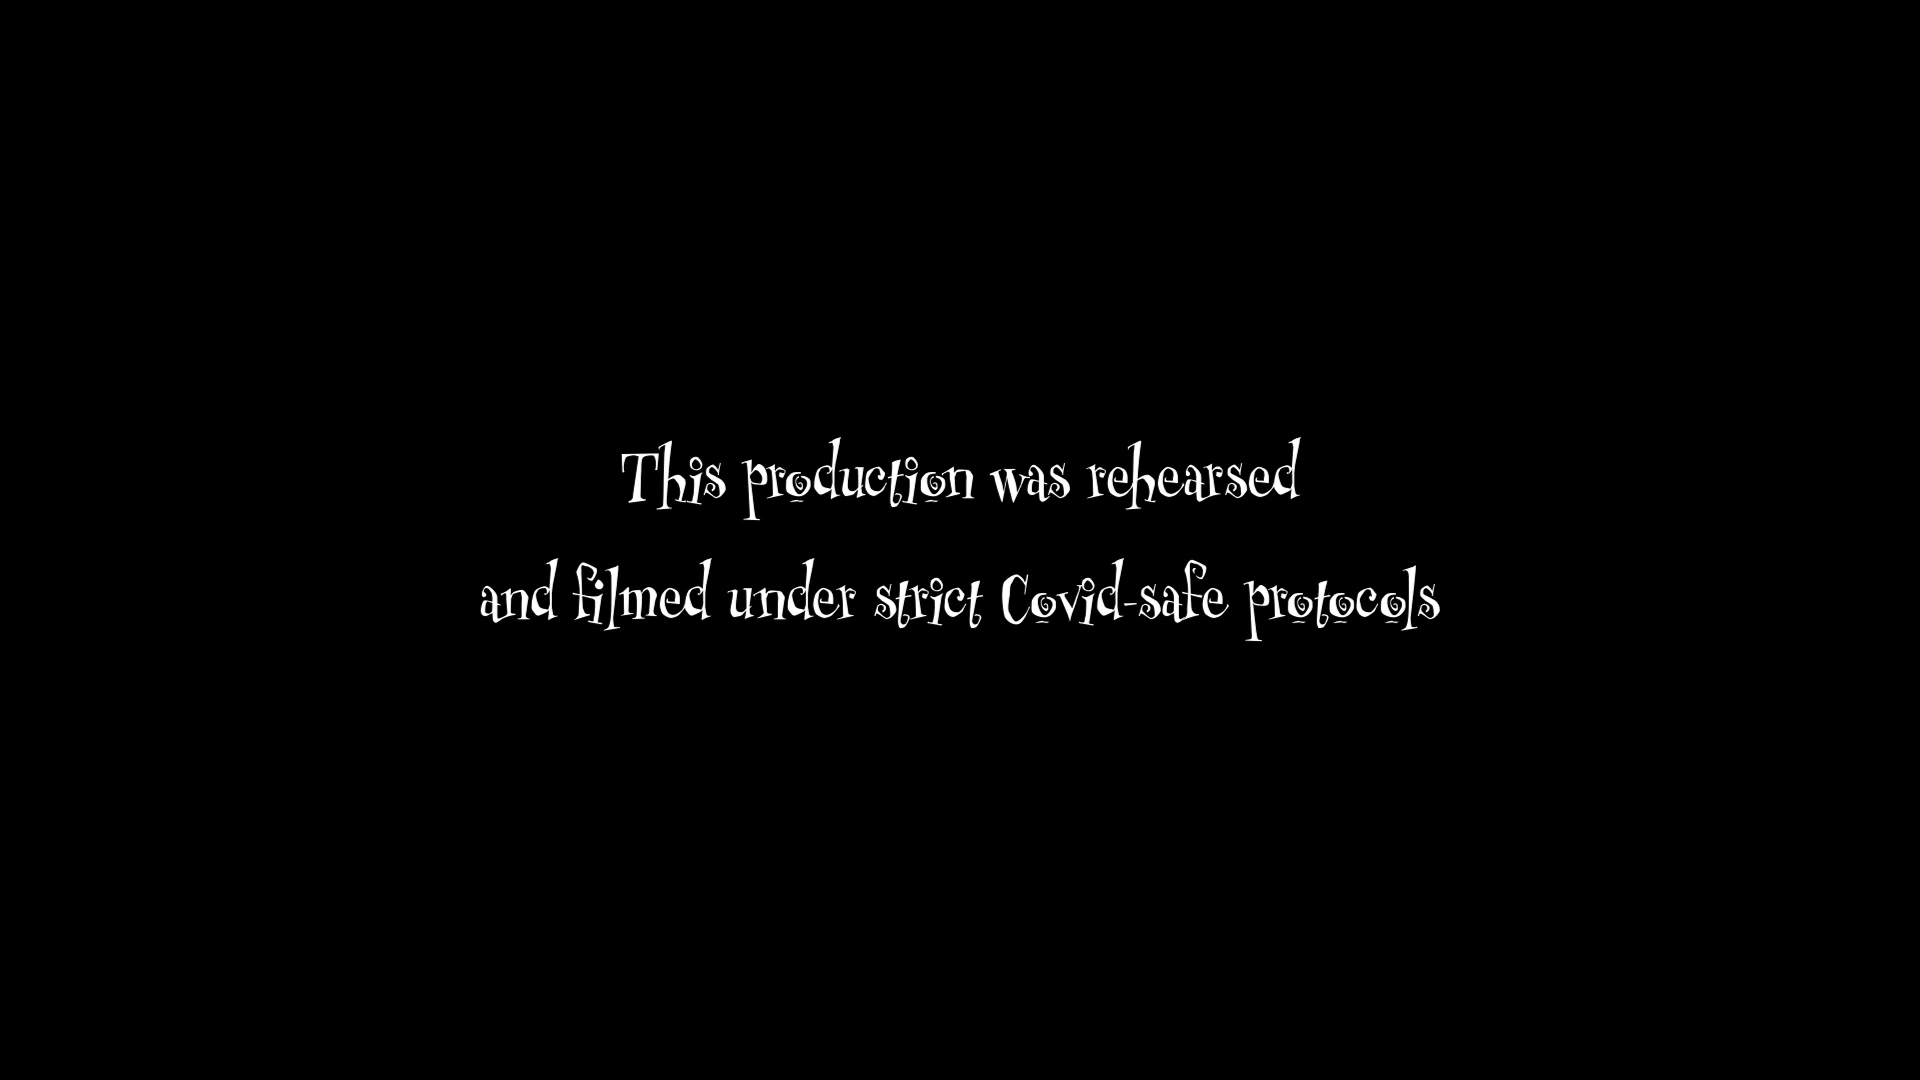 This production was rehearsed
and filmed under strict Covid-safe protocols